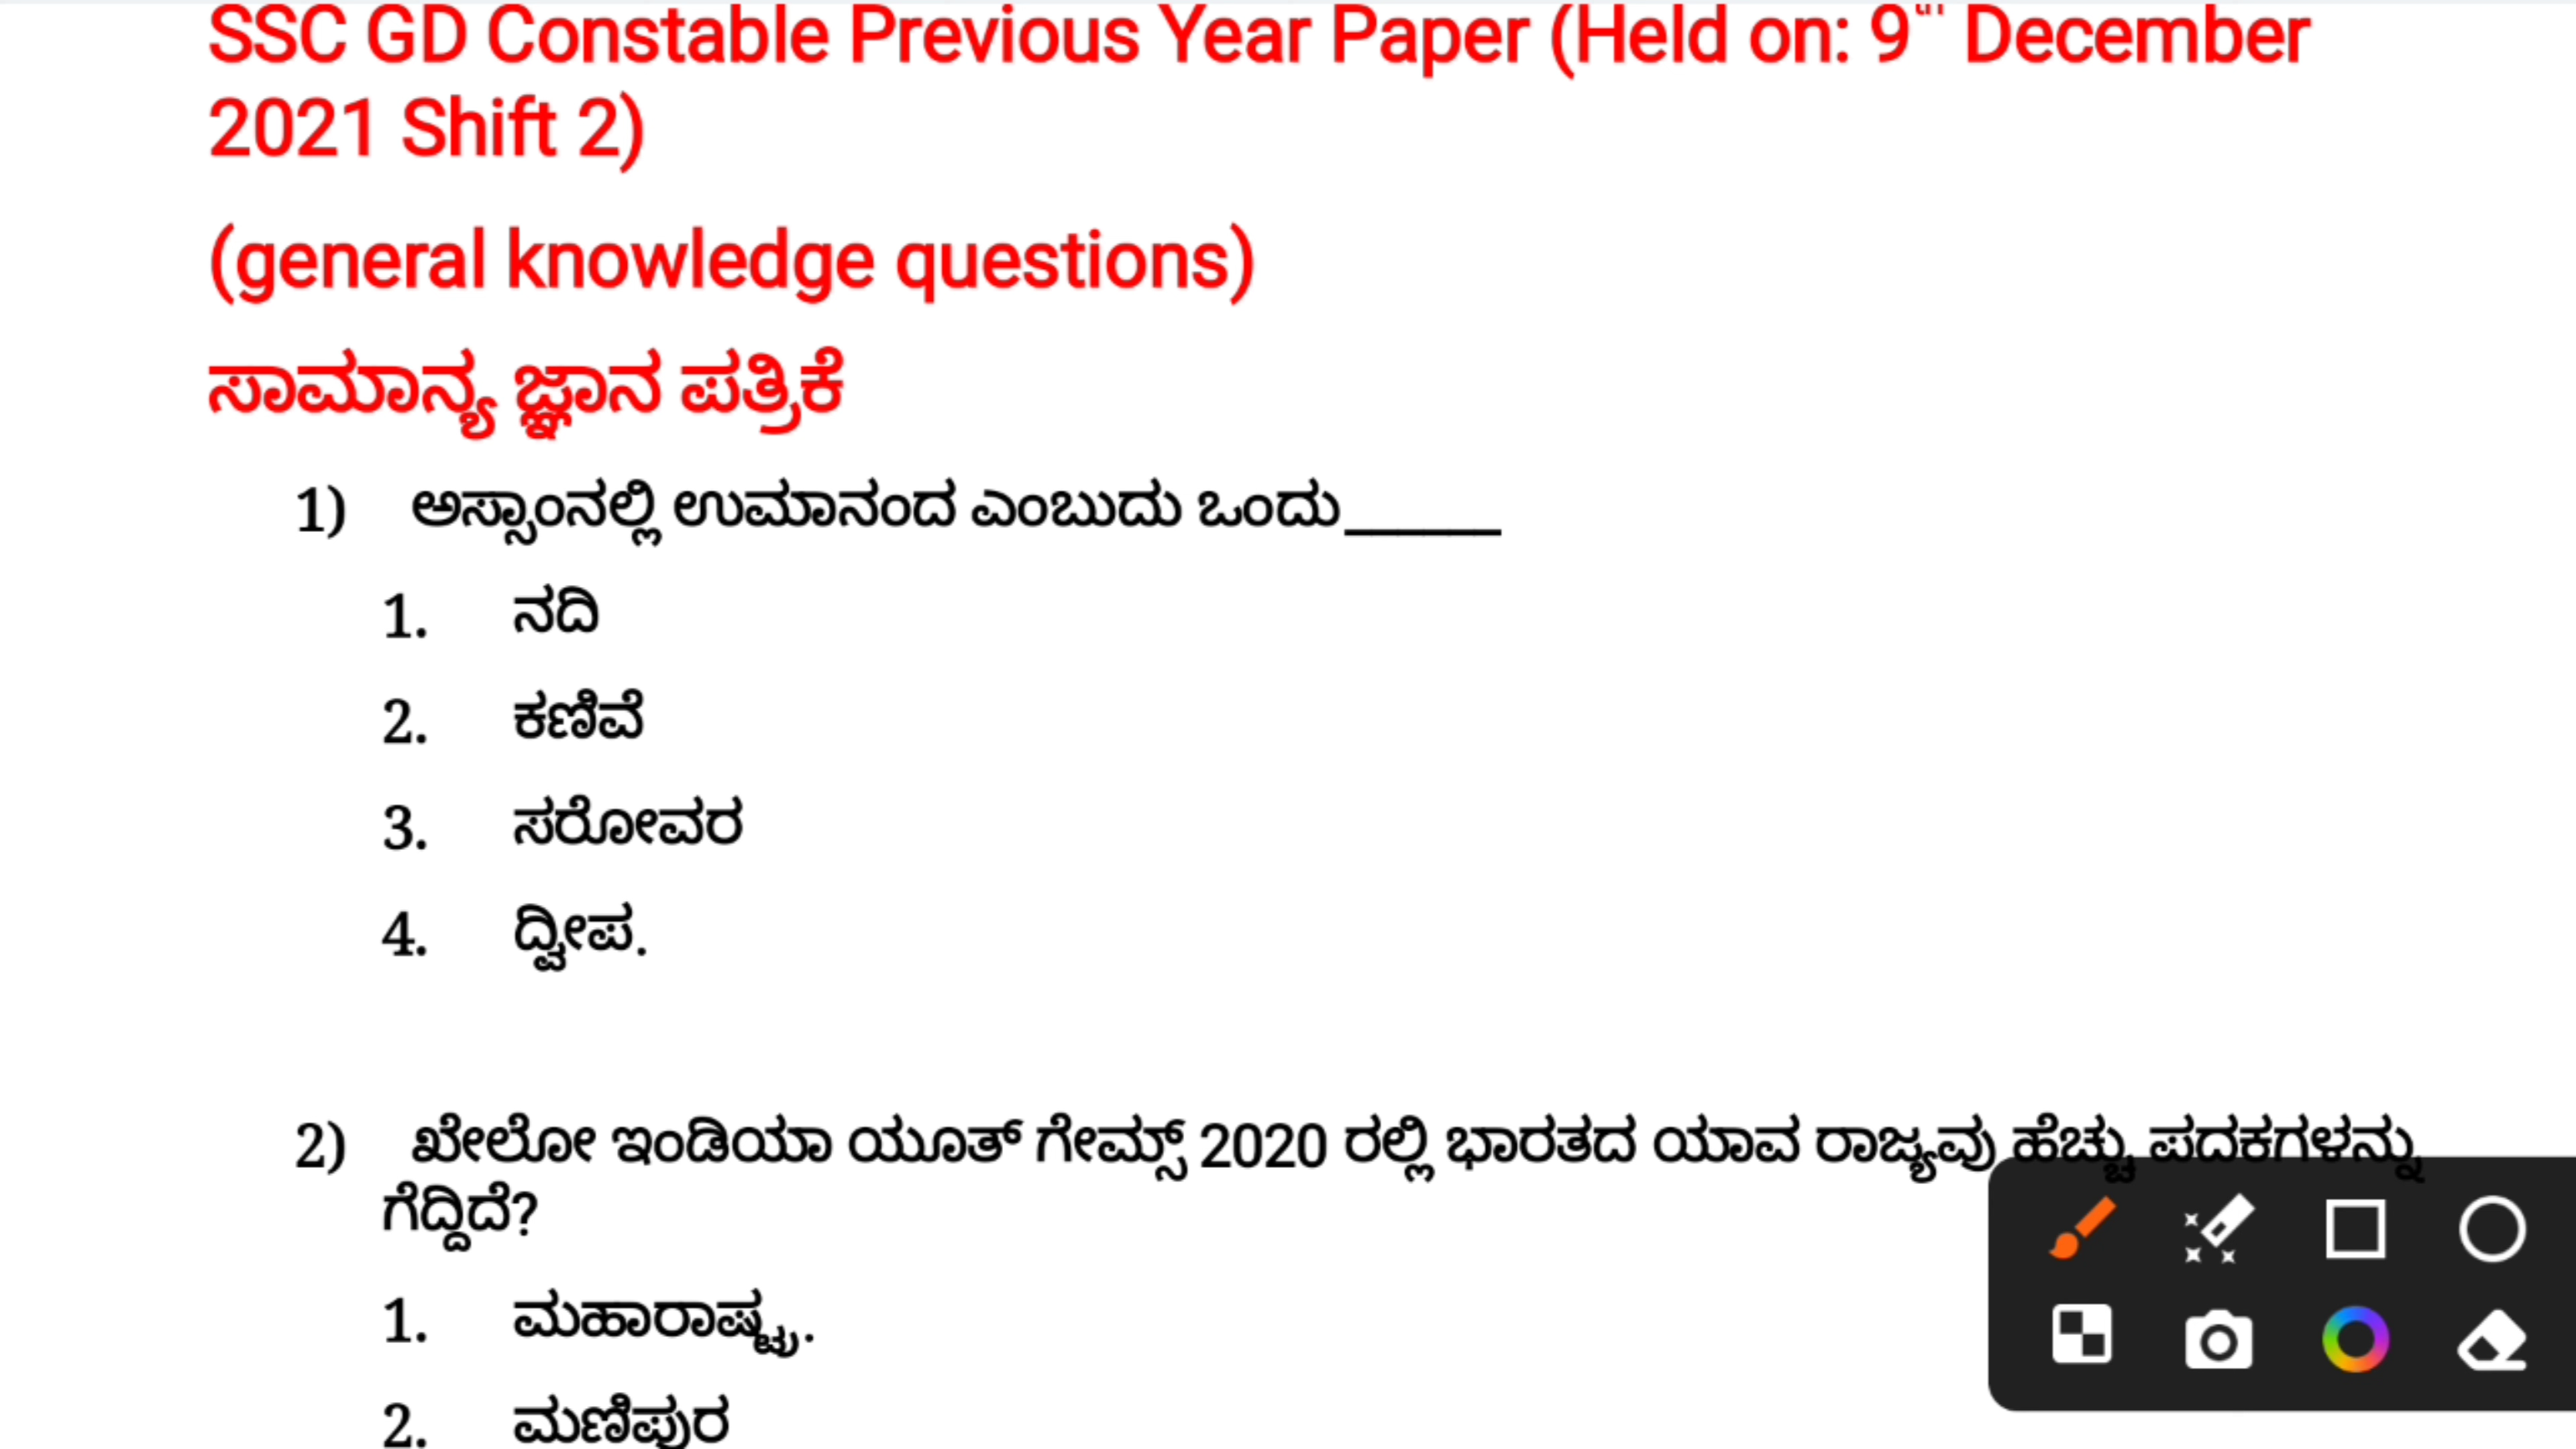 SSC GD Constable Previous Year Paper (Held on: 9th December
2021 Shift 2)
(general knowledge questions)
ಸಾಮಾನ್ಯ ಜ್ಞಾನ ಪತ್ರಿಕೆ
1) ಅಸ್ಸಾಂನಲ್ಲಿ ಉಮಾನಂದ ಎಂಬುದು ಒಂದು______
1. ನದಿ
2. ಕಣಿವೆ
3. ಸರೋವರ
4. ದ್ವೀಪ.
2) ಖೇಲೋ ಇಂಡಿಯಾ ಯೂತ್ ಗೇಮ್ಸ್ 2020 ರಲ್ಲಿ ಭಾರತದ ಯಾವ ರಾಜ್ಯವು ಹೆಚ್ಚು ಪದಕಗಳನ್ನು
ಗೆದ್ದಿದೆ?
1. ಮಹಾರಾಷ್ಟ್ರ.
2. ಮಣಿಪುರ